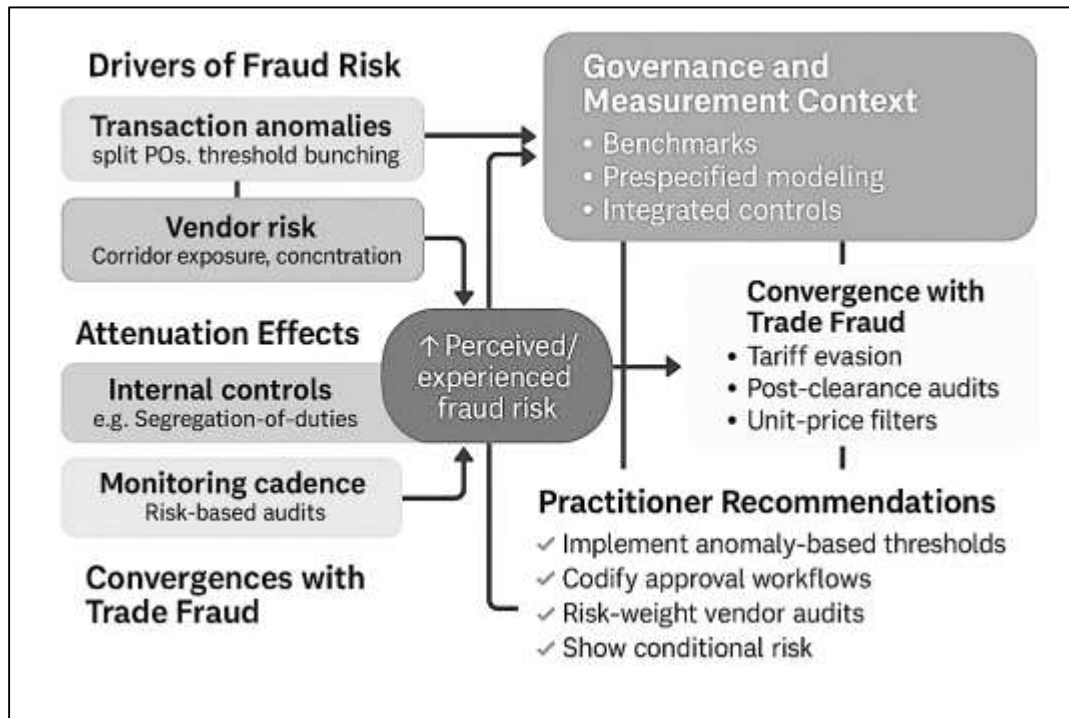 Drivers of Fraud Risk
Transaction anomalies
split POs. threshold bunching
Vendor risk
Corridor exposure, concntration
Attenuation Effects
Internal controls
e.g. Segregation-of-duties
Monitoring cadence
Risk-based audits
Convergences with
Trade Fraud
↑ Perceived/
experienced
fraud risk
Governance and
Measurement Context
• Benchmarks
• Prespecified modeling
• Integrated controls
Convergence with
Trade Fraud
• Tariff evasion
• Post-clearance audits
• Unit-price filters
Practitioner Recommendations
✓ Implement anomaly-based thresholds
✓ Codify approval workflows
✓ Risk-weight vendor audits
✓ Show conditional risk